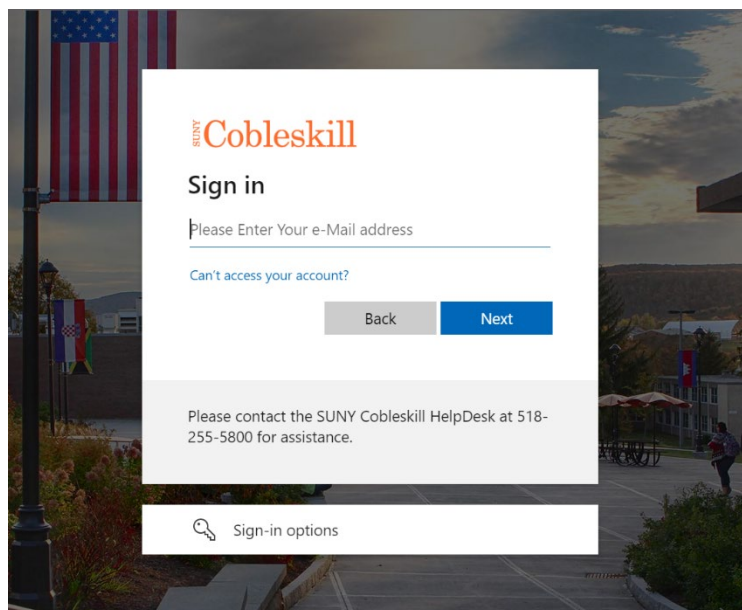 SUNY Cobleskill
Sign in
Please Enter Your e-Mail address
Can't access your account?
Back Next
Please contact the SUNY Cobleskill HelpDesk at 518-
255-5800 for assistance.
Sign-in options